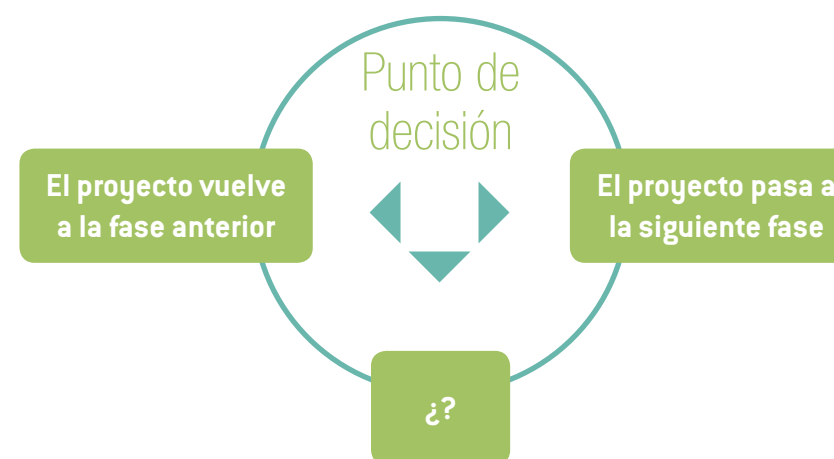 Punto de
decisión
El proyecto vuelve
a la fase anterior
El proyecto pasa a
la siguiente fase
¿?